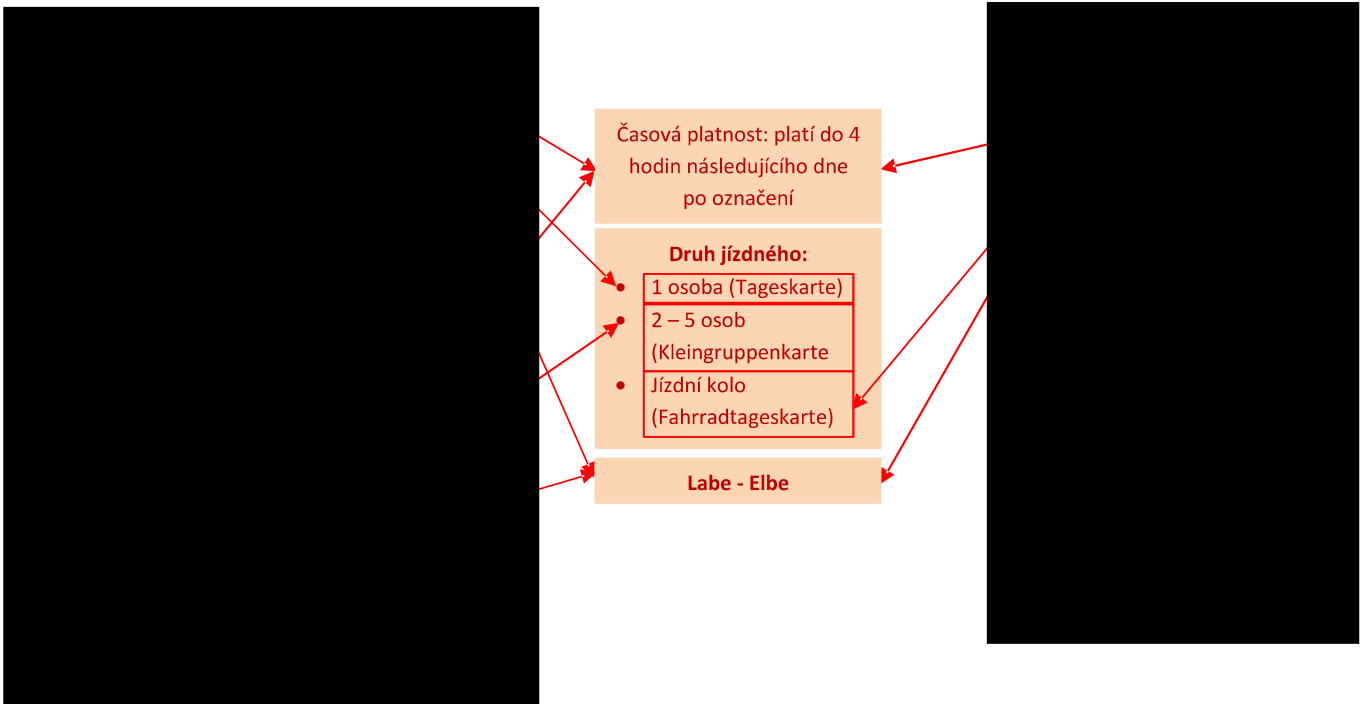 Časová platnost: platí do 4
hodin následujícího dne
po označení
Druh jízdného:
• 1 osoba (Tageskarte)
• 2 – 5 osob
(Kleingruppenkarte
• Jízdní kolo
(Fahrradtageskarte)
Labe - Elbe